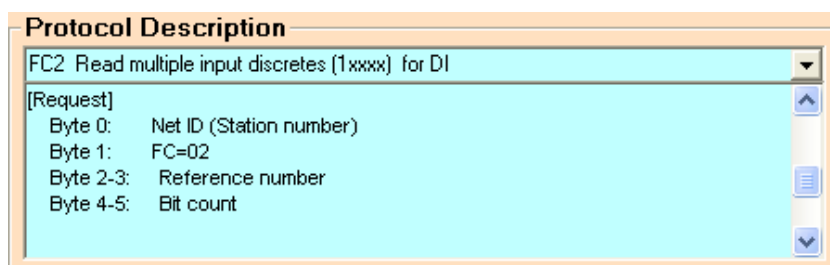 Protocol Description
FC2 Read multiple input discretes (1xxxx) for DI
[Request]
Byte 0: Net ID (Station number)
Byte 1: FC=02
Byte 2-3: Reference number
Byte 4-5: Bit count